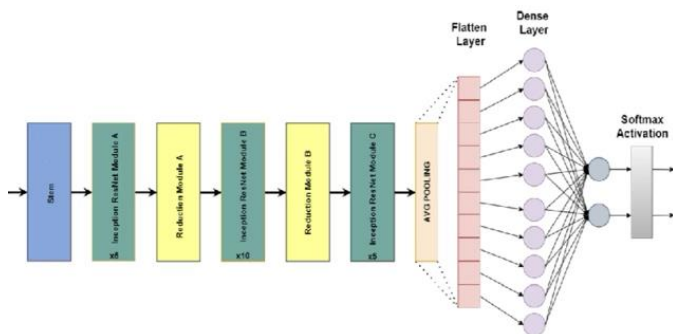 Flatten
Layer
Dense
Layer
Softmax
Activation
Stem
Inception ResNet Module A
x5
Reduction Module A
Inception ResNet Module B
x10
Reduction Module B
Inception ResNet Module C
x5
AVG POOLING